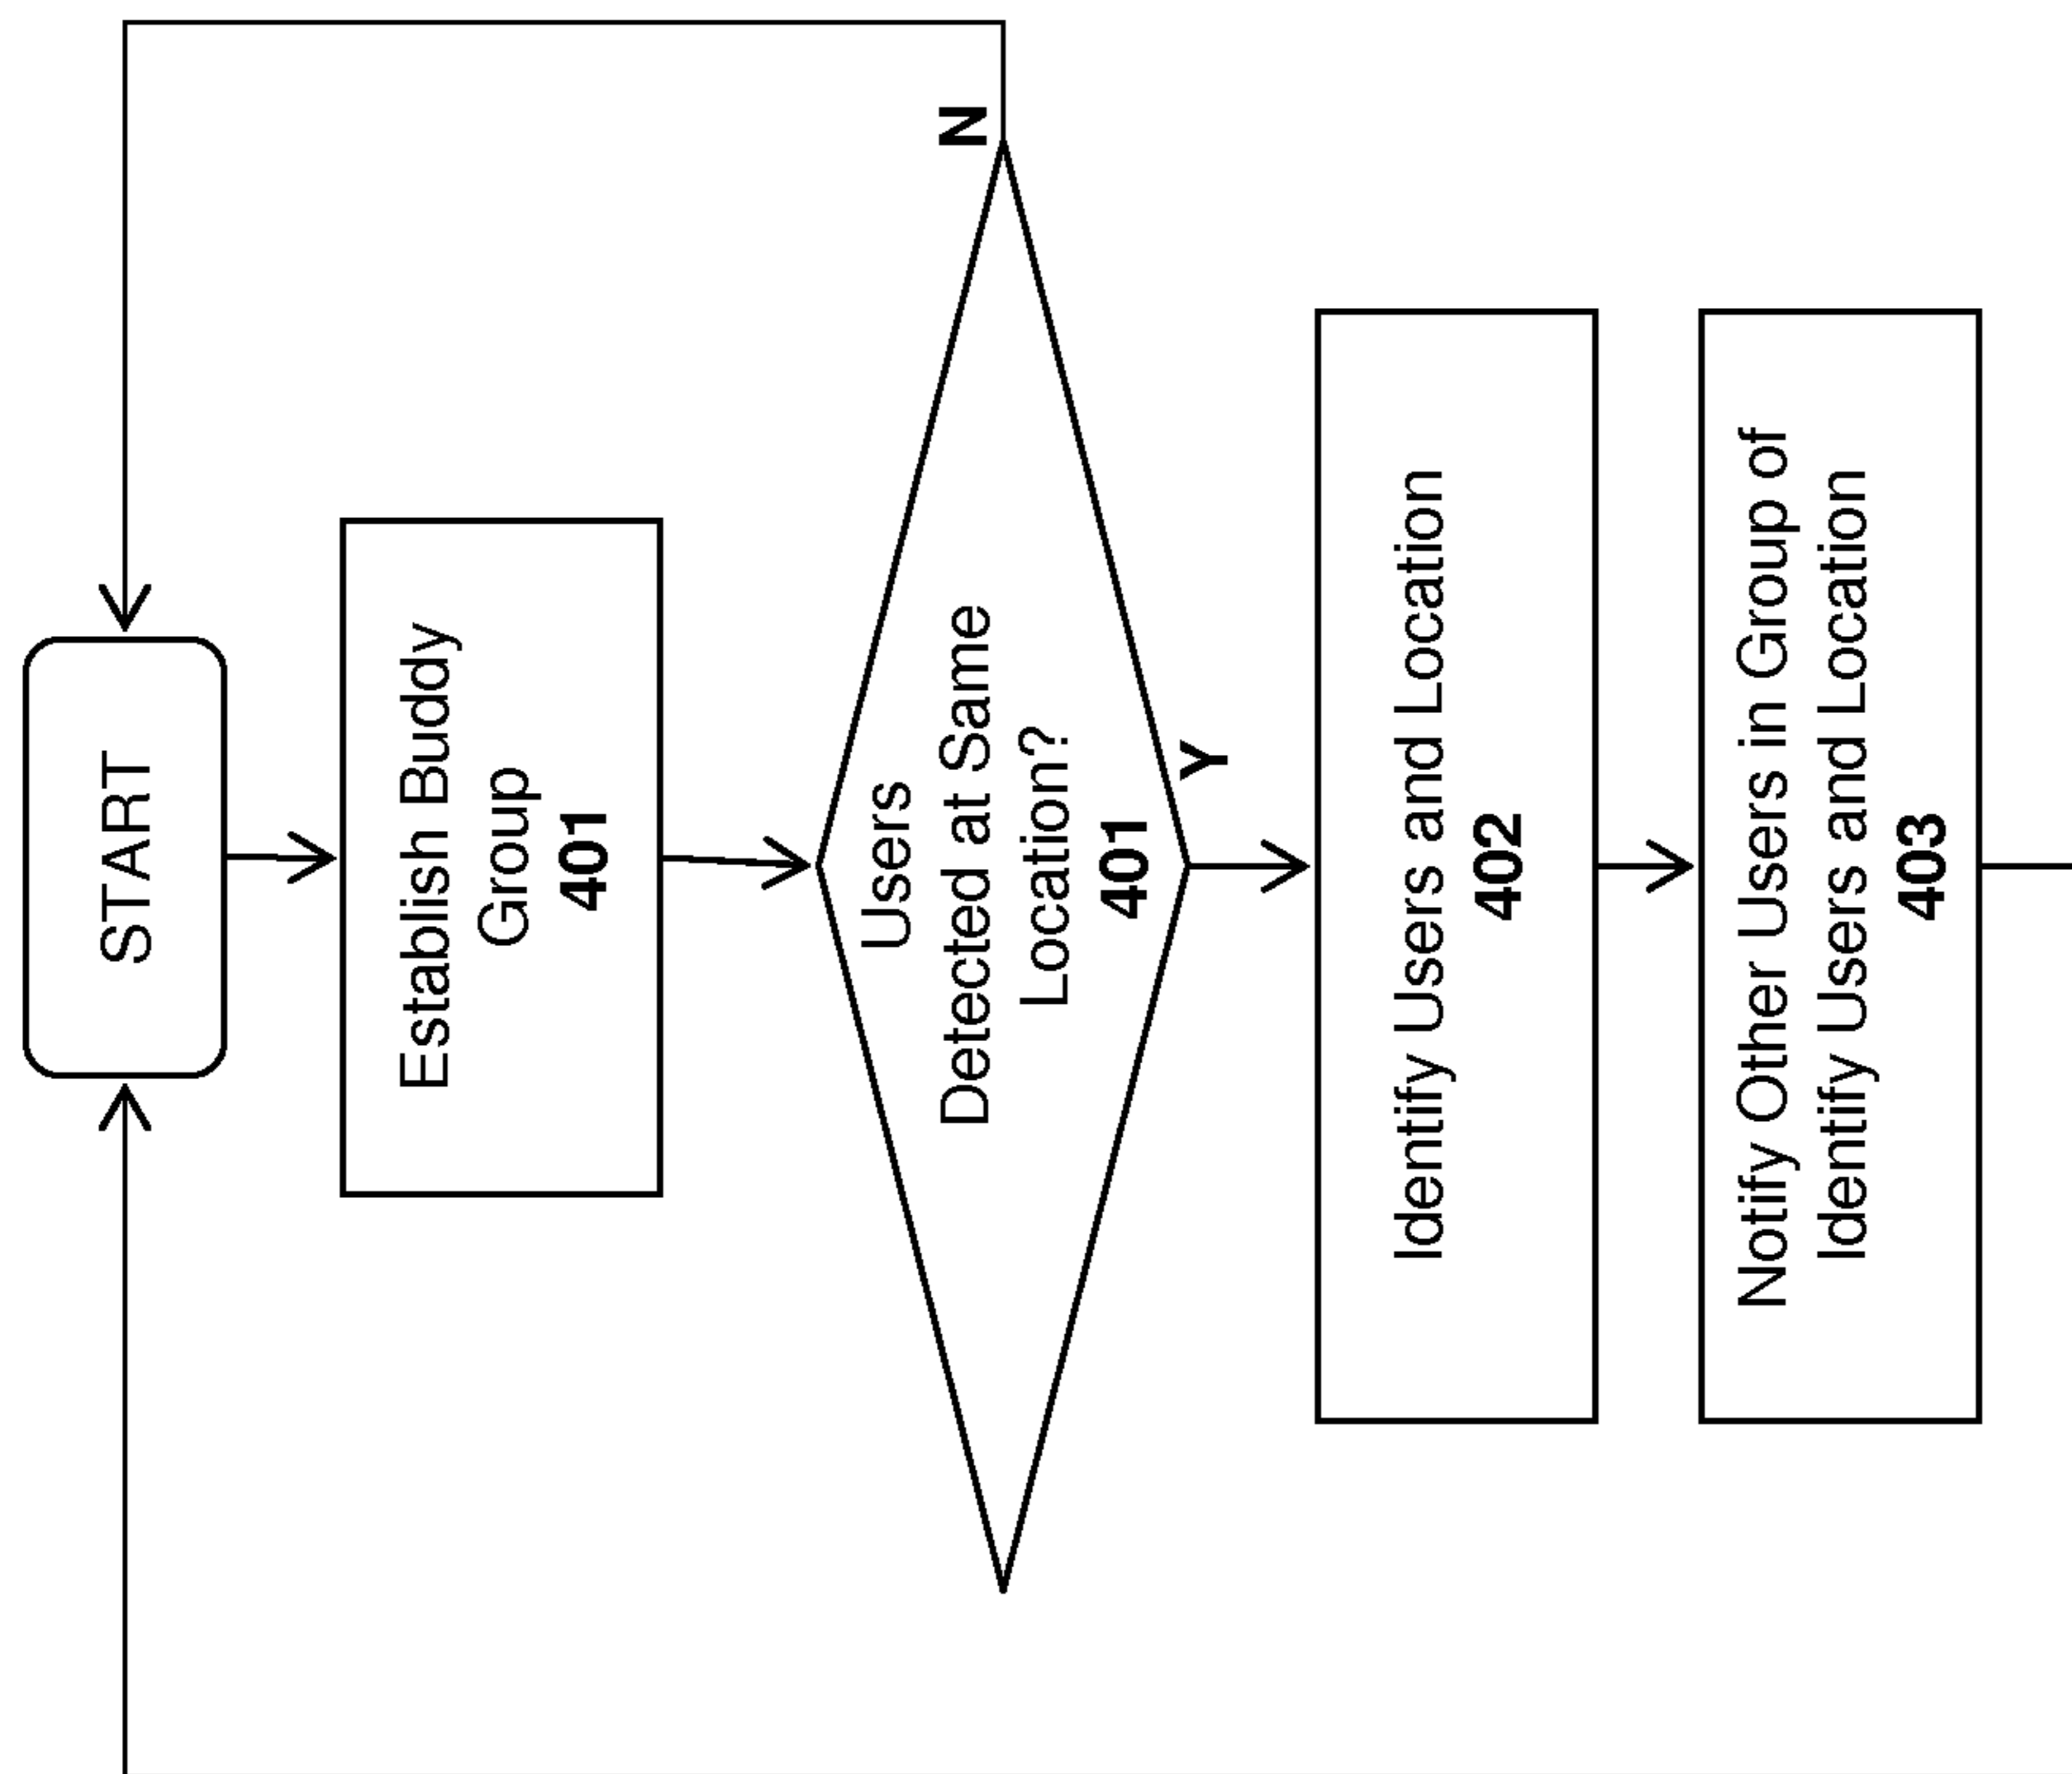 START
Establish Buddy
Group
401
Users
Detected at Same
Location?
401
N
Y
Identify Users and Location
402
Notify Other Users in Group of
Identify Users and Location
403